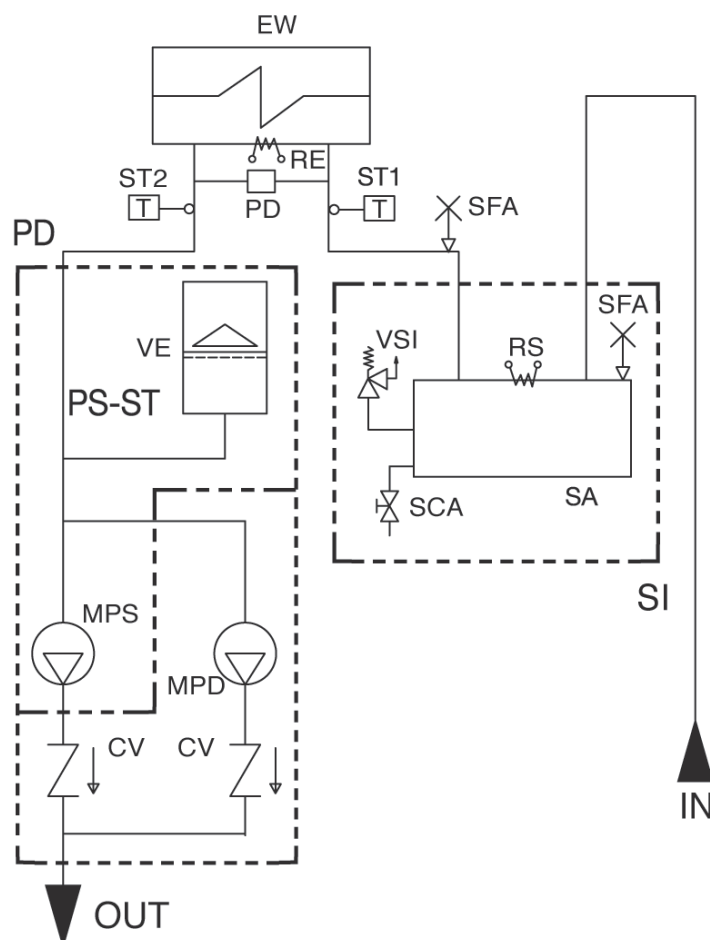 EW
RE
ST2
T
PD
ST1
T
SFA
PD
SFA
VE
VSI
RS
PS-ST
SCA
SA
SI
MPS
MPD
CV
CV
IN
OUT